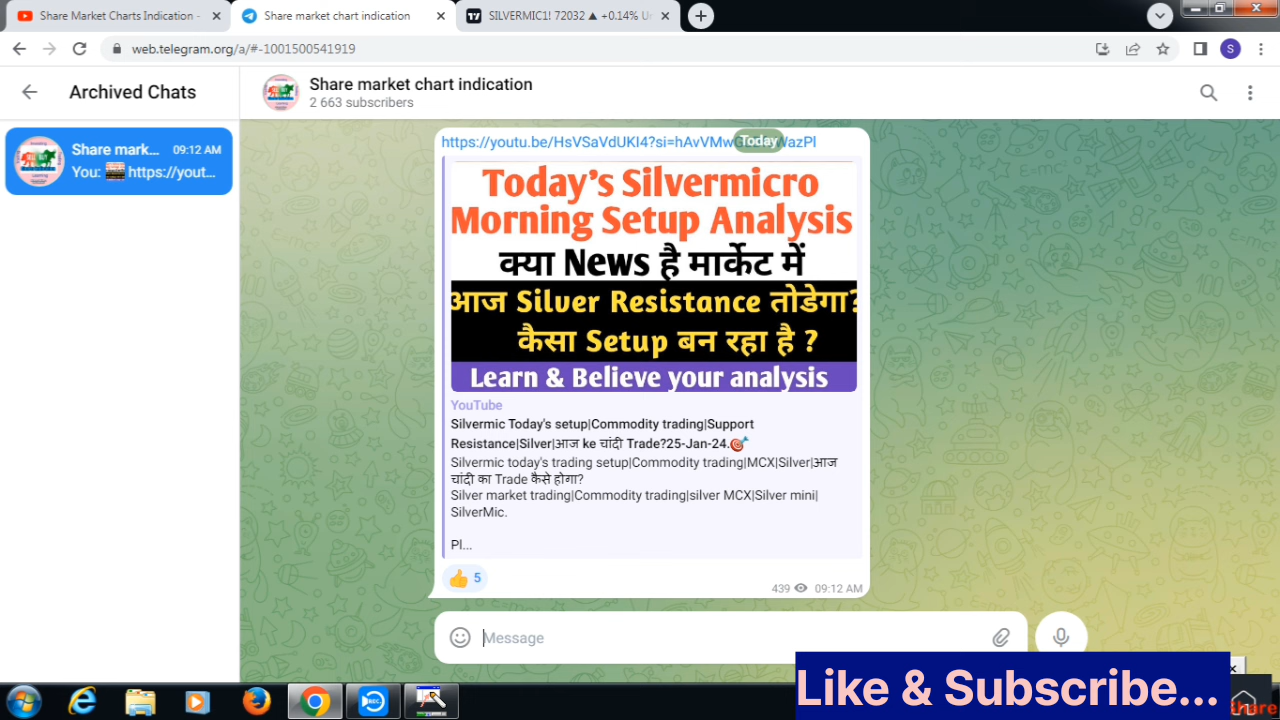 Share Market Charts Indication -
Share market chart indication
SILVERMIC1! 72032 ▲ +0.14% U
web.telegram.org/a/#-1001500541919
S
Archived Chats
Share market chart indication
2 663 subscribers
Share mark...
09:12 AM
You: https://yout...
https://youtu.be/HsVSaVdUKI4?si=hAvVMw
Today
Today's Silvermicro
Morning Setup Analysis
क्या News है मार्केट में
आज Silver Resistance तोडेगा?
कैसा Setup बन रहा है ?
Learn & Believe your analysis
YouTube
Silvermic Today's setup|Commodity trading|Support
Resistance|Silver|आज ke चांदी Trade?25-Jan-24.🎯
Silvermic today's trading setup|Commodity trading|MCX|Silver|आज
चांदी का Trade कैसे होगा?
Silver market trading|Commodity trading|silver MCX|Silver mini|
SilverMic.
Pl...
👍 5
439
09:12 AM
Message
REC
Like & Subscribe...